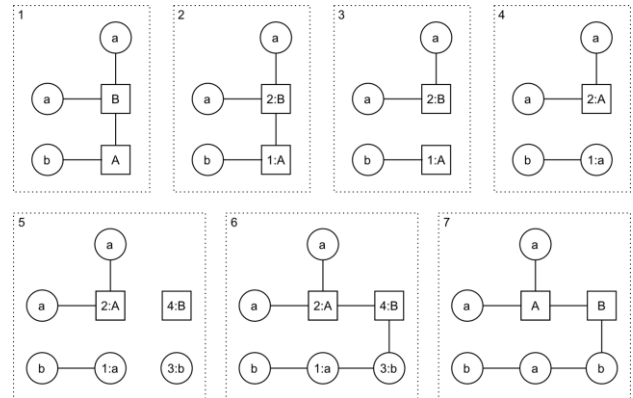 1 2 3 4
a a a a
a B a 2:B a 2:B a 2:A
b A b 1:A b 1:A b 1:a
5 6 7
a a a
a 2:A 4:B a 2:A 4:B a A B
b 1:a 3:b b 1:a 3:b b a b